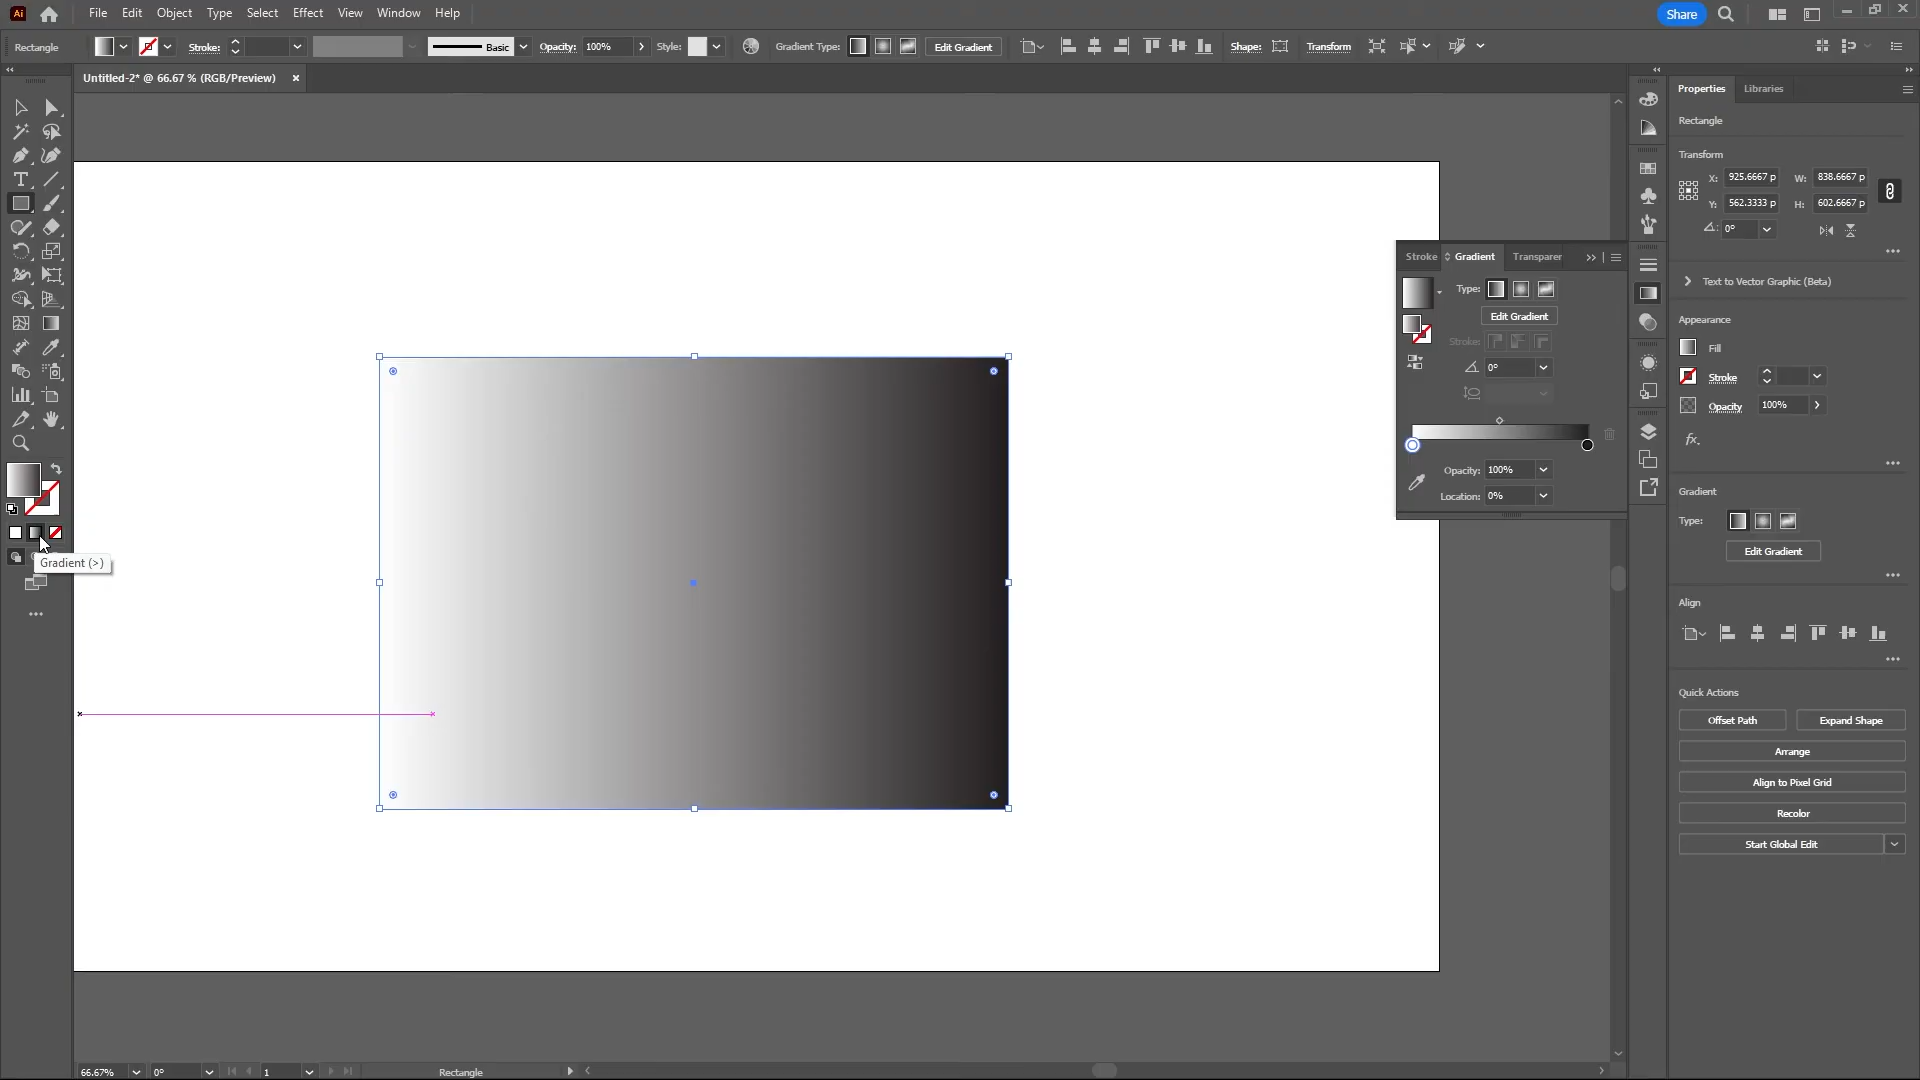 Ai File Edit Object Type Select Effect View Window Help Share
Rectangle Stroke: Basic Opacity: 100% Style: Gradient Type: Edit Gradient Shape: Transform
Untitled-2* @ 66.67 % (RGB/Preview)
Properties Libraries
Rectangle
Transform
X: 925.6667 p W: 838.6667 p
Y: 562.3333 p H: 602.6667 p
0°
Text to Vector Graphic (Beta)
Appearance
Fill
Stroke
Opacity 100%
fx.
Gradient
Type:
Edit Gradient
Align
Quick Actions
Offset Path Expand Shape
Arrange
Align to Pixel Grid
Recolor
Start Global Edit
Stroke Gradient Transparer
Type:
Edit Gradient
Stroke:
0°
Opacity: 100%
Location: 0%
Gradient (>)
66.67% 0° 1 Rectangle